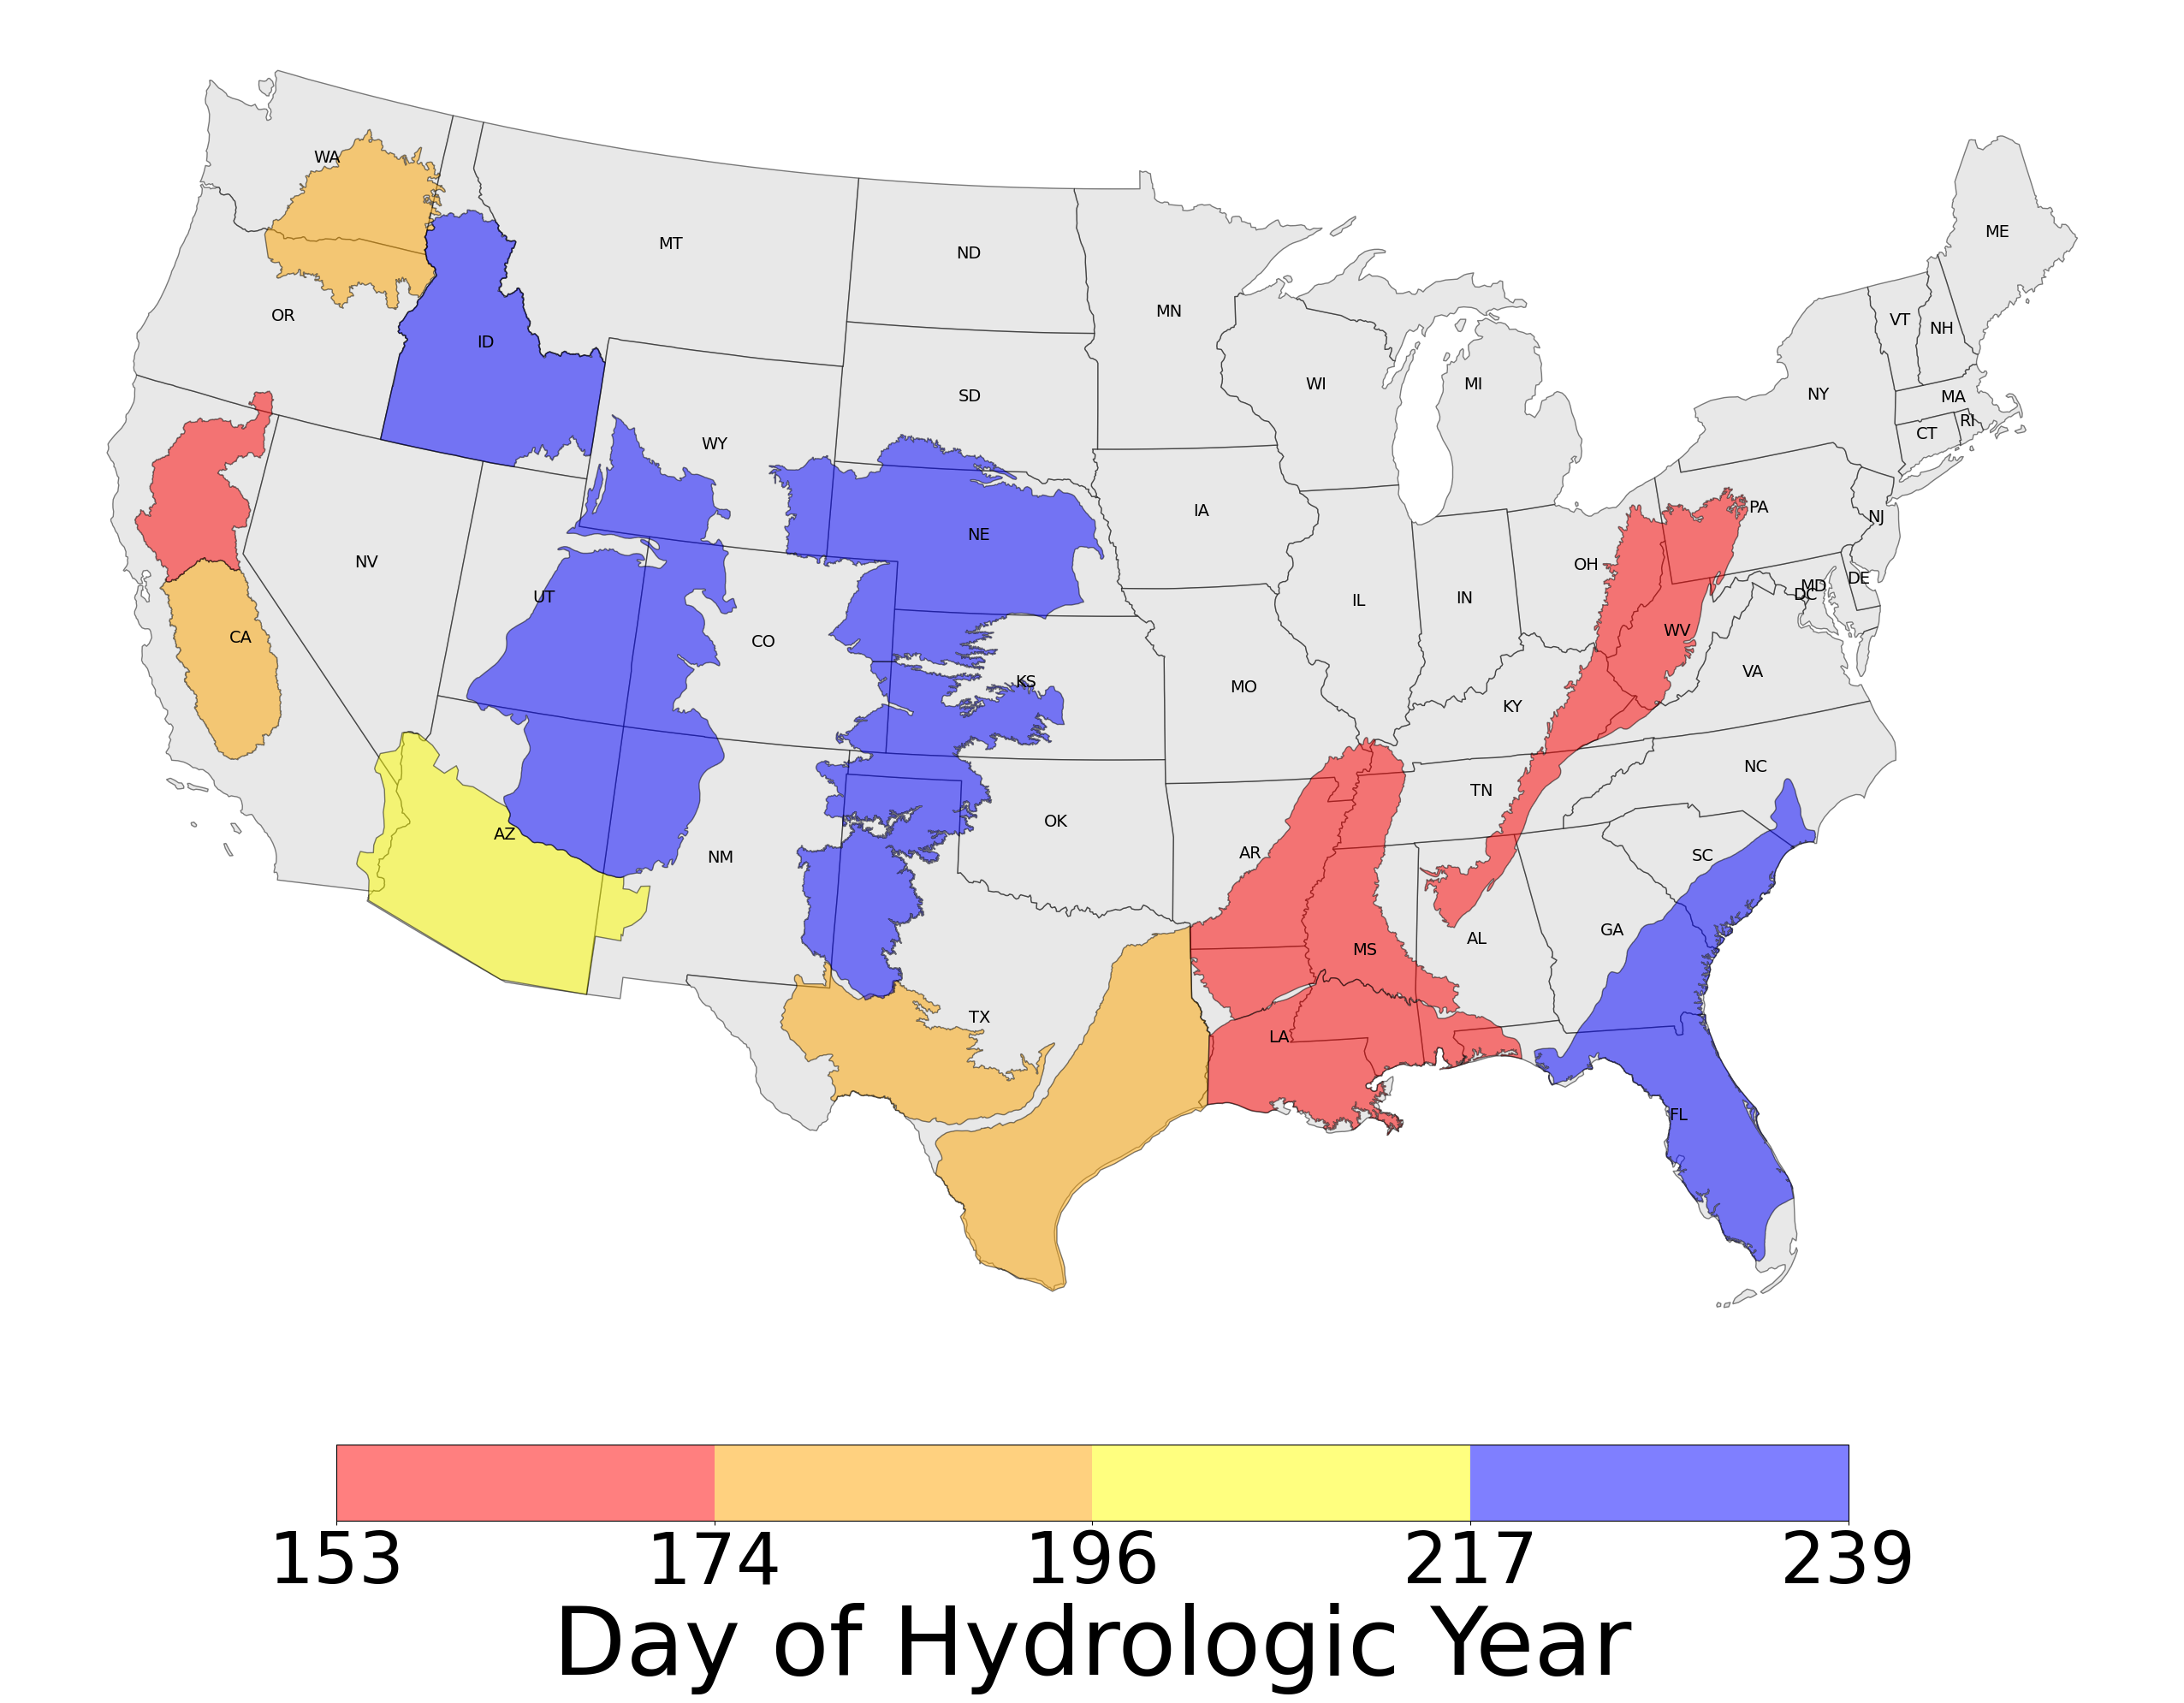 WA
MT
ND
ME
MN
OR
VT
NH
ID
WI
MI
NY
SD
MA
RI
CT
WY
PA
IA
NJ
NE
NV
OH
DE
MD
DC
UT
IN
IL
WV
CA
CO
VA
KS
MO
KY
NC
TN
OK
AZ
AR
SC
NM
GA
AL
MS
TX
LA
FL
153
174
196
217
239
Day of Hydrologic Year